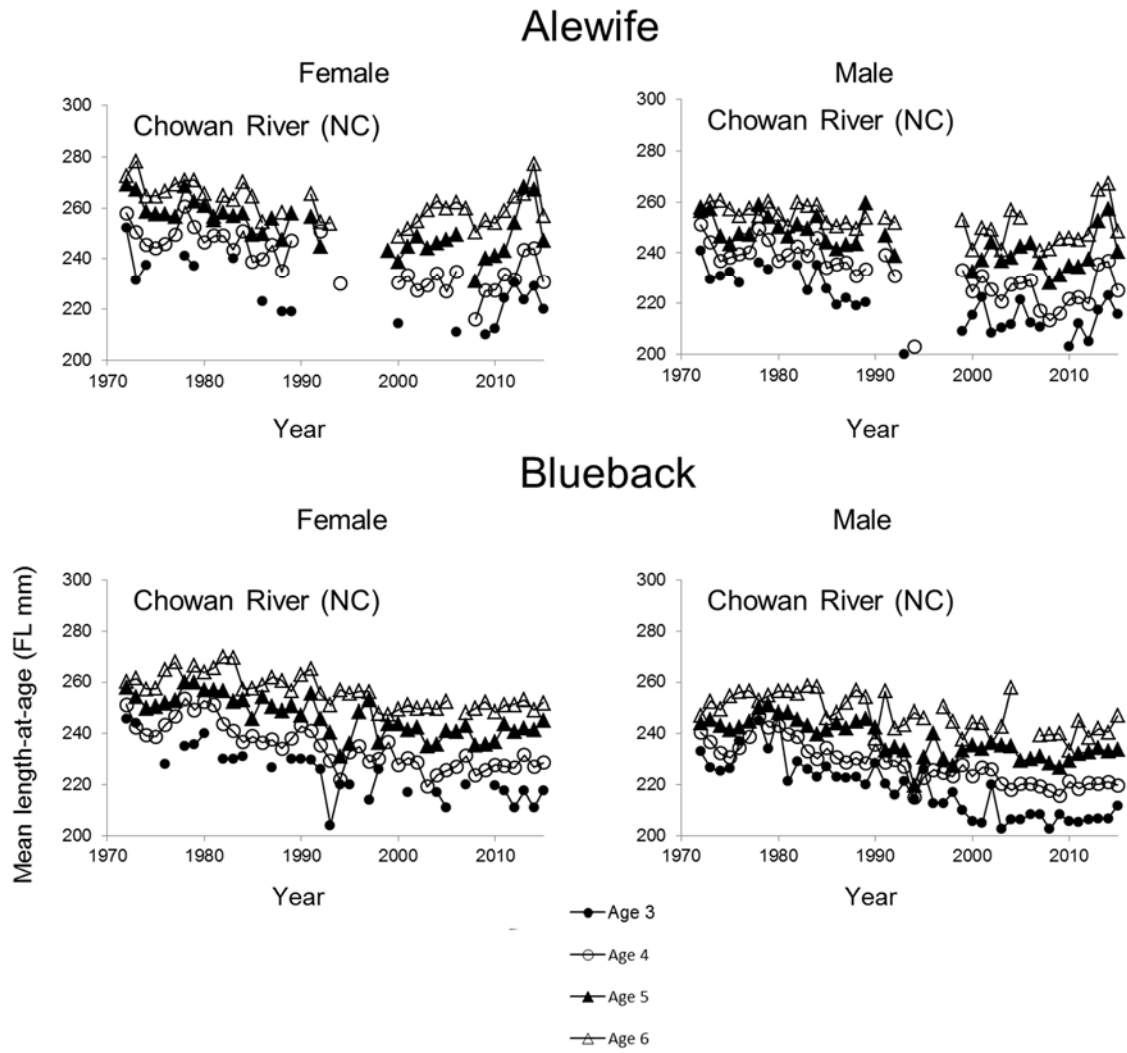 Alewife
Female
Male
300
280
260
240
220
200
Chowan River (NC)
1970
1980
1990
2000
2010
Year
300
280
260
240
220
200
Chowan River (NC)
1970
1980
1990
2000
2010
Year
Blueback
Female
Male
Mean length-at-age (FL mm)
300
280
260
240
220
200
Chowan River (NC)
1970
1980
1990
2000
2010
Year
300
280
260
240
220
200
Chowan River (NC)
1970
1980
1990
2000
2010
Year
Age 3
Age 4
Age 5
Age 6